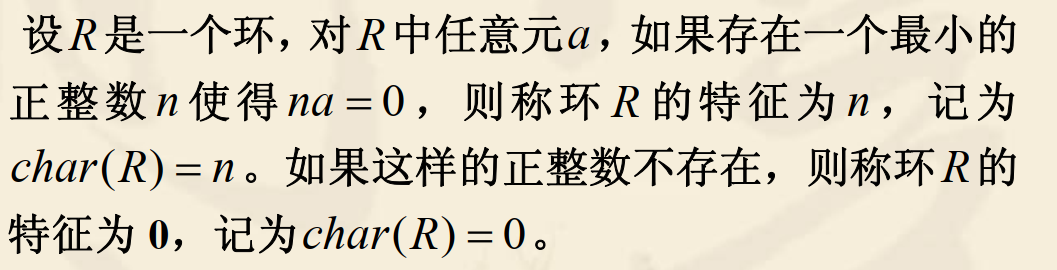 设R是一个环，对R中任意元a，如果存在一个最小的
正整数n使得na = 0，则称环R的特征为n，记为
char(R) = n。如果这样的正整数不存在，则称环R的
特征为 0，记为char(R) = 0。